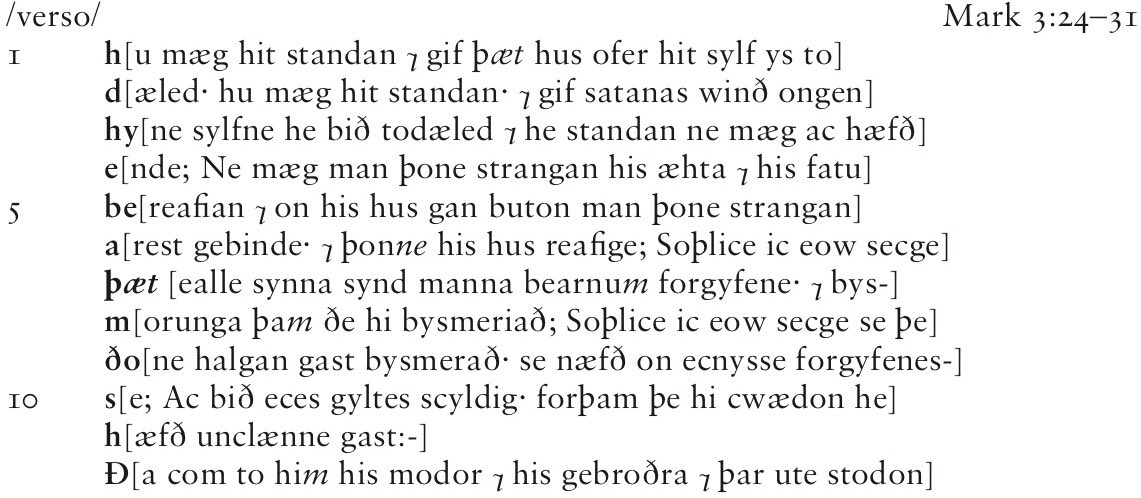 /verso/ Mark 3:24–31
1 h[u mæg hit standan ⁊ gif þæt hus ofer hit sylf ys to]
d[æled· hu mæg hit standan· ⁊ gif satanas winð ongen]
hy[ne sylfne he bið todæled ⁊ he standan ne mæg ac hæfð]
e[nde; Ne mæg man þone strangan his æhta ⁊ his fatu]
5 be[reafian ⁊ on his hus gan buton man þone strangan]
a[rest gebinde· ⁊ þonne his hus reafige; Soþlice ic eow secge]
þæt [ealle synna synd manna bearnum forgyfene· ⁊ bys-]
m[orunga þam ðe hi bysmeriað; Soþlice ic eow secge se þe]
ðo[ne halgan gast bysmerað· se næfð on ecnysse forgyfenes-]
10 s[e; Ac bið eces gyltes scyldig· forþam þe hi cwædon he]
h[æfð unclænne gast:-]
Ð[a com to him his modor ⁊ his gebroðra ⁊ þar ute stodon]